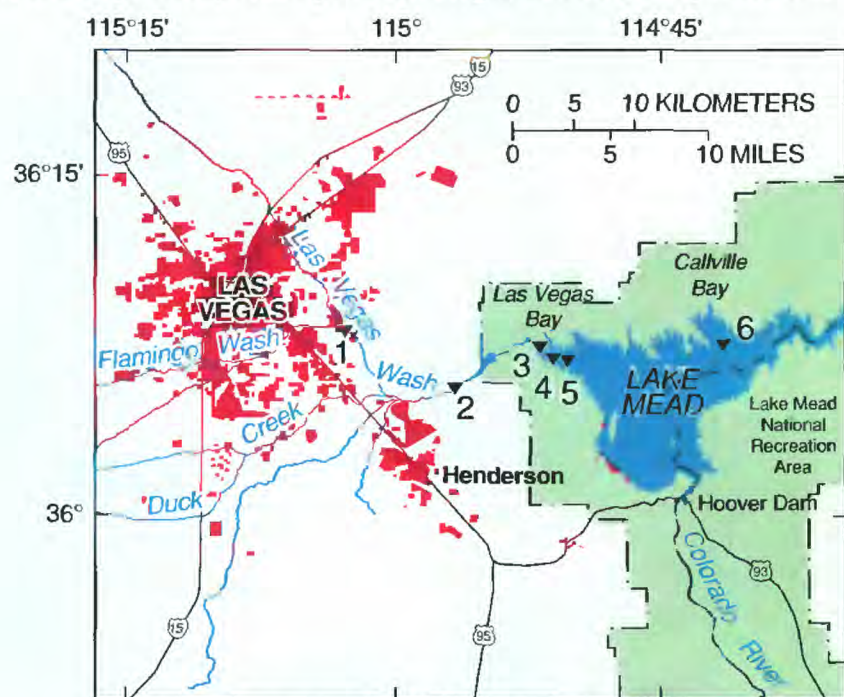 115°15'
115°
114°45'
15
93
0 5 10 KILOMETERS
0 5 10 MILES
95
36°15'
Las Vegas Wash
LAS
VEGAS
Callville
Bay
Las Vegas
Bay
Flamingo Wash
1
2
3
4
5
6
LAKE
MEAD
Lake Mead
National
Recreation
Area
Duck Creek
Henderson
36°
Hoover Dam
Colorado River
93
15
95